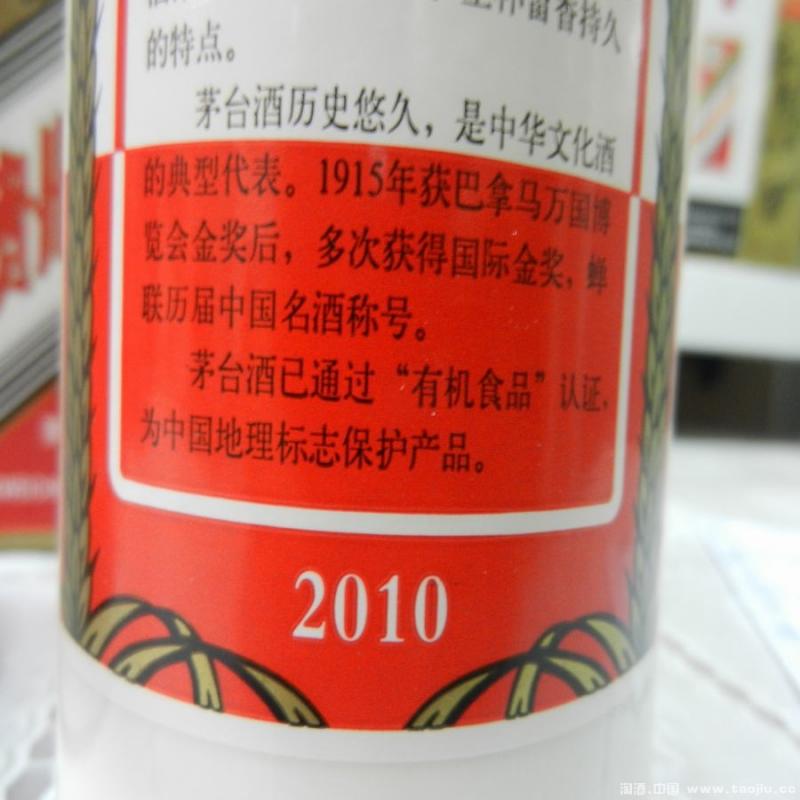 留香持久
的特点。
茅台酒历史悠久，是中华文化酒
的典型代表。1915年获巴拿马万国博
览会金奖后，多次获得国际金奖，蝉
联历届中国名酒称号。
茅台酒已通过“有机食品”认证，
为中国地理标志保护产品。
2010
淘酒.中国 www.taojiu.cc